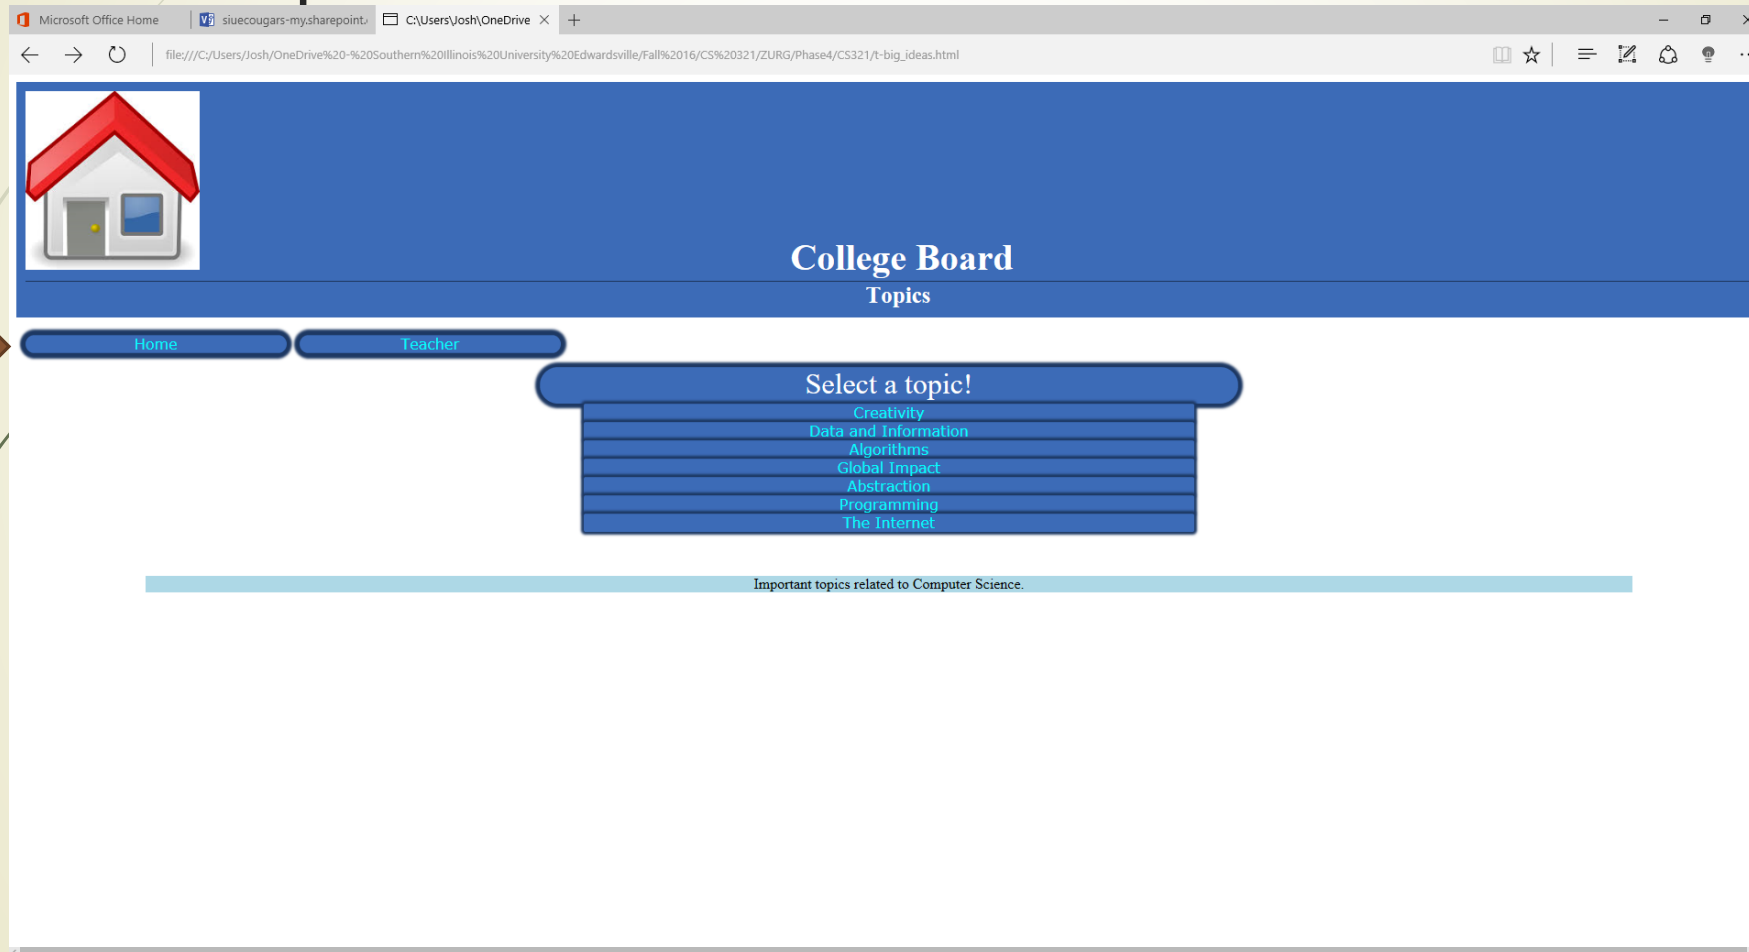 Microsoft Office Home
siuecougars-my.sharepoint.
C:\Users\Josh\OneDrive
file:///C:/Users/Josh/OneDrive%20-%20Southern%20Illinois%20University%20Edwardsville/Fall%2016/CS%20321/ZURG/Phase4/CS321/t-big_ideas.html
College Board
Topics
Home Teacher
Select a topic!
Creativity
Data and Information
Algorithms
Global Impact
Abstraction
Programming
The Internet
Important topics related to Computer Science.